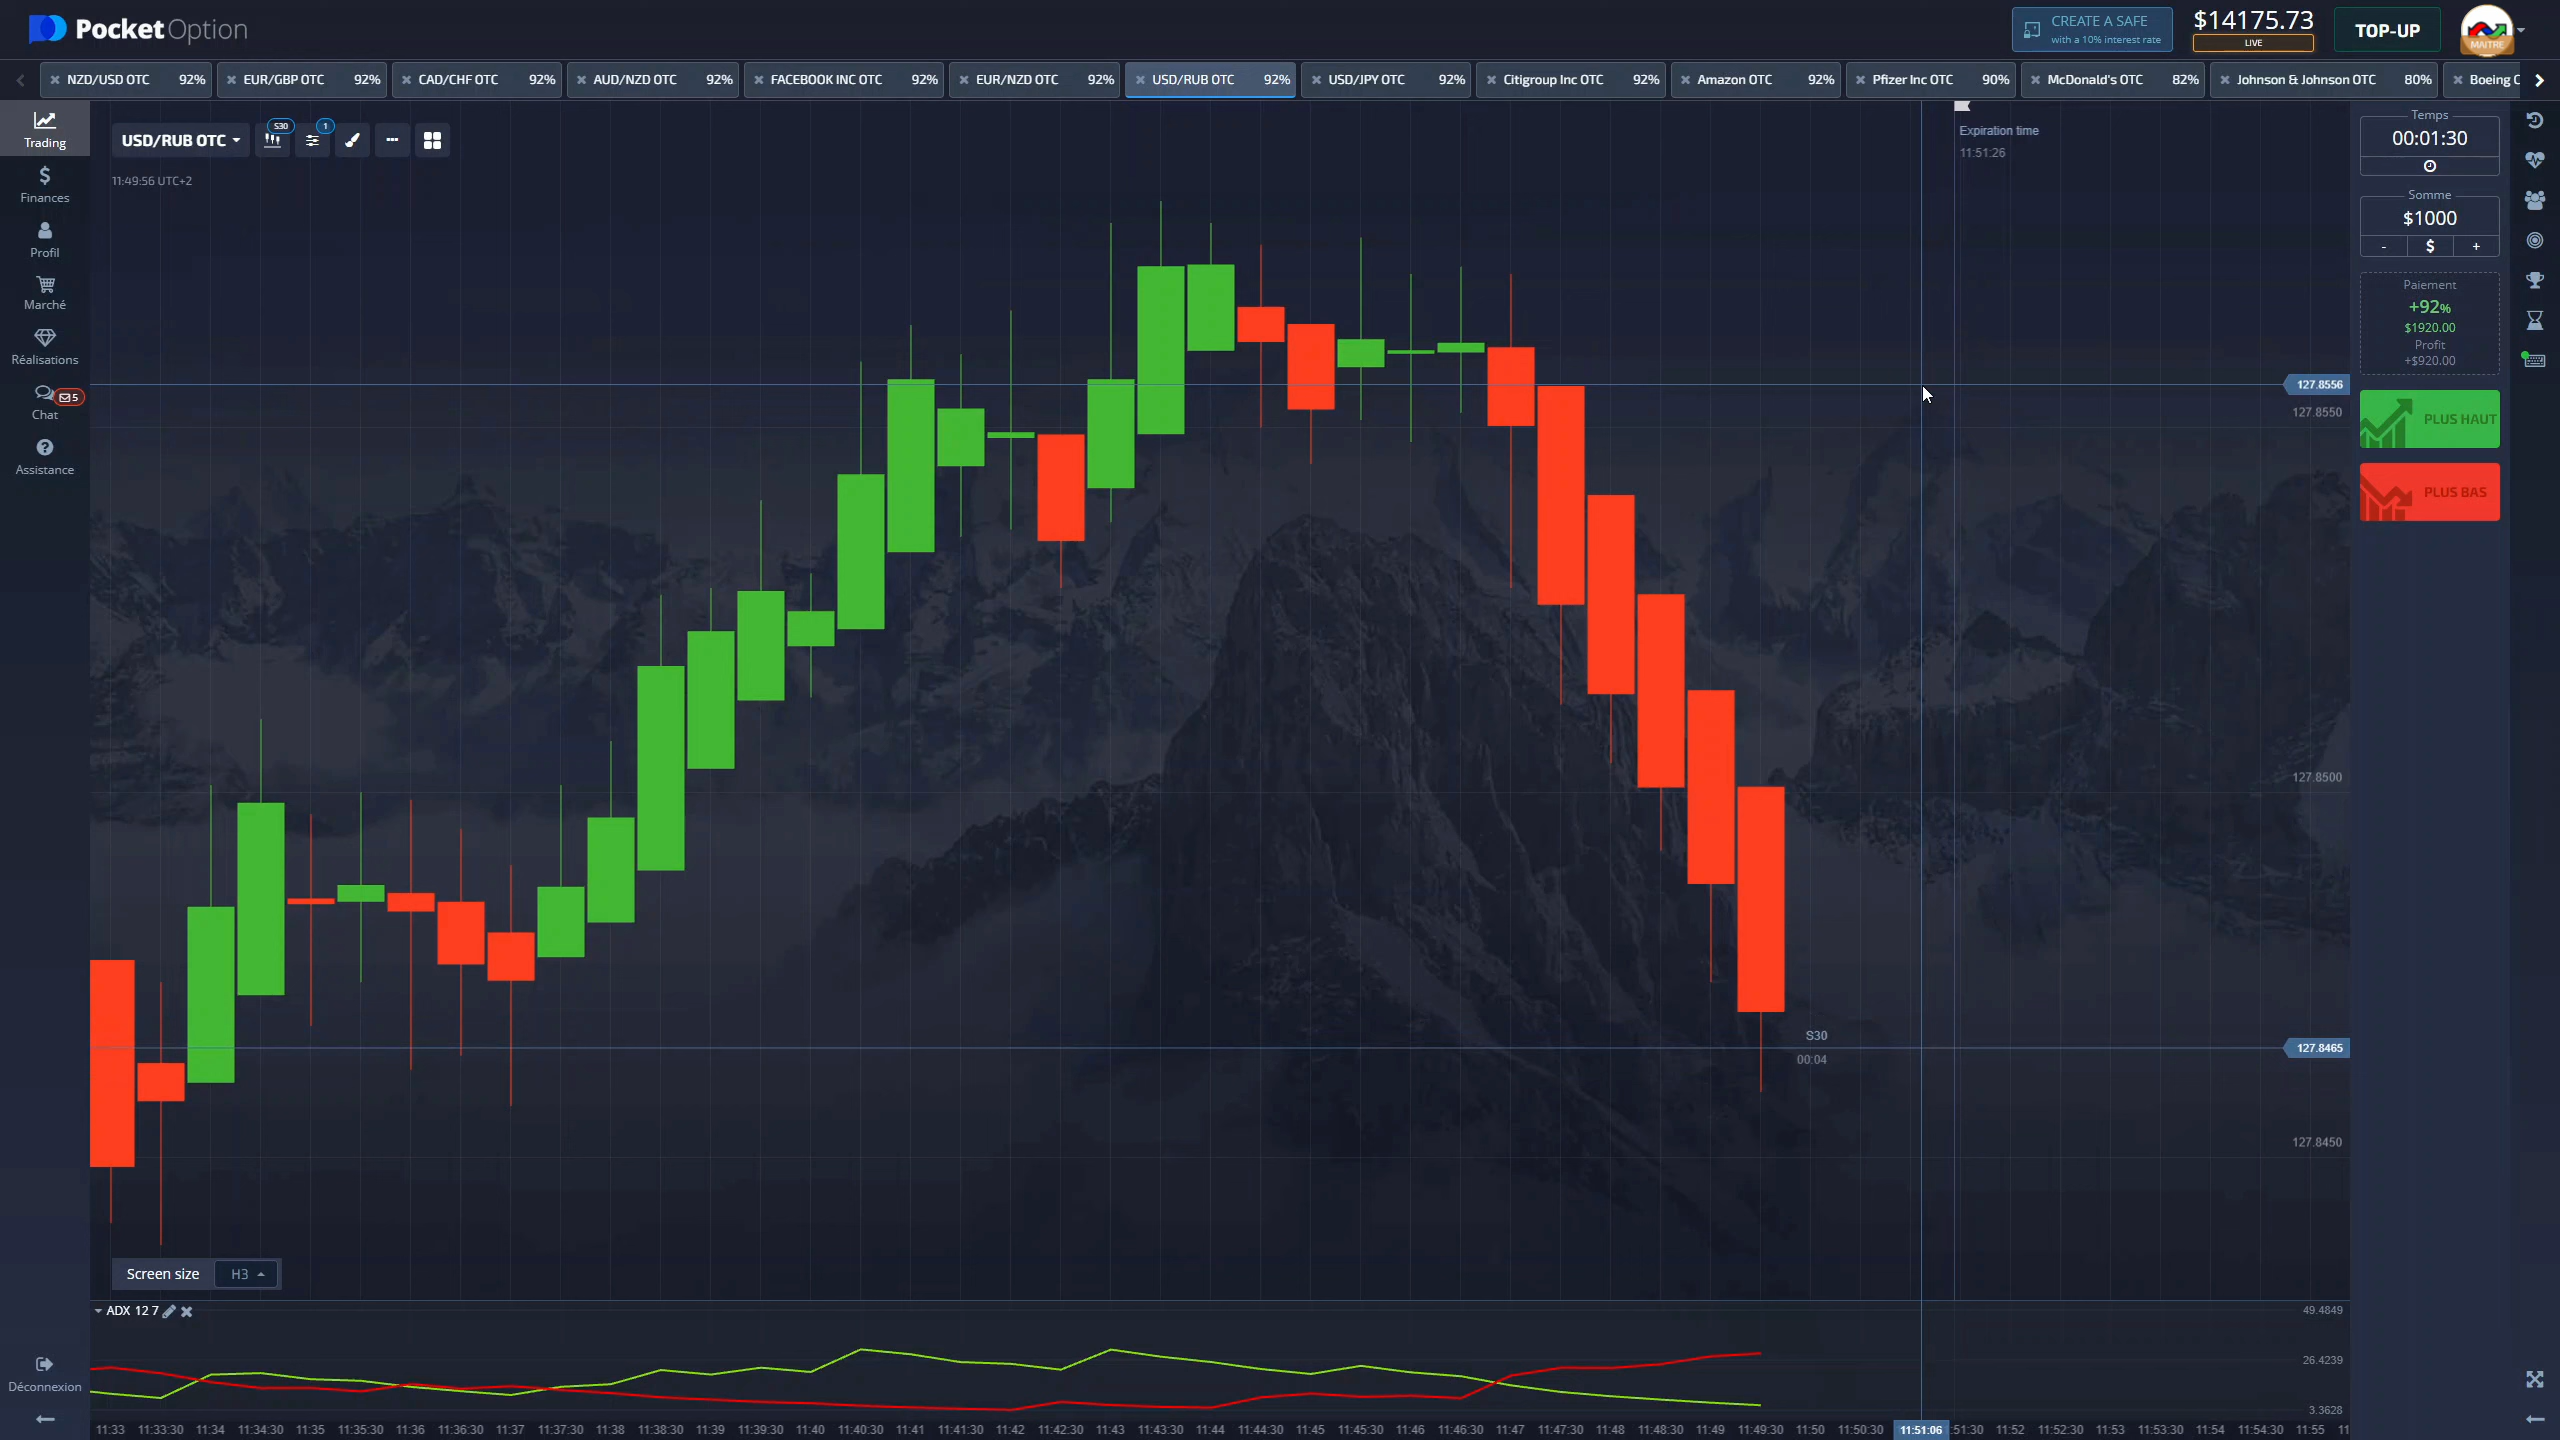 PocketOption
CREATE A SAFE
with a 10% interest rate
$14175.73
LIVE
TOP-UP
MAITRE
NZD/USD OTC 92%
EUR/GBP OTC 92%
CAD/CHF OTC 92%
AUD/NZD OTC 92%
FACEBOOK INC OTC 92%
EUR/NZD OTC 92%
USD/RUB OTC 92%
USD/JPY OTC 92%
Citigroup Inc OTC 92%
Amazon OTC 92%
Pfizer Inc OTC 90%
McDonald's OTC 82%
Johnson & Johnson OTC 80%
Boeing C
Trading
Finances
Profil
Marché
Réalisations
5
Chat
Assistance
Déconnexion
USD/RUB OTC
S30
1
11:49:56 UTC+2
Expiration time
11:51:26
127.8556
127.8550
127.8500
127.8465
127.8450
S30
00:04
Temps
00:01:30
Somme
$1000
- $ +
Paiement
+92%
$1920.00
Profit
+$920.00
PLUS HAUT
PLUS BAS
Screen size H3
ADX 12 7
49.4849
26.4239
3.3628
11:33 11:33:30 11:34 11:34:30 11:35 11:35:30 11:36 11:36:30 11:37 11:37:30 11:38 11:38:30 11:39 11:39:30 11:40 11:40:30 11:41 11:41:30 11:42 11:42:30 11:43 11:43:30 11:44 11:44:30 11:45 11:45:30 11:46 11:46:30 11:47 11:47:30 11:48 11:48:30 11:49 11:49:30 11:50 11:50:30 11:51:06 :51:30 11:52 11:52:30 11:53 11:53:30 11:54 11:54:30 11:55 11